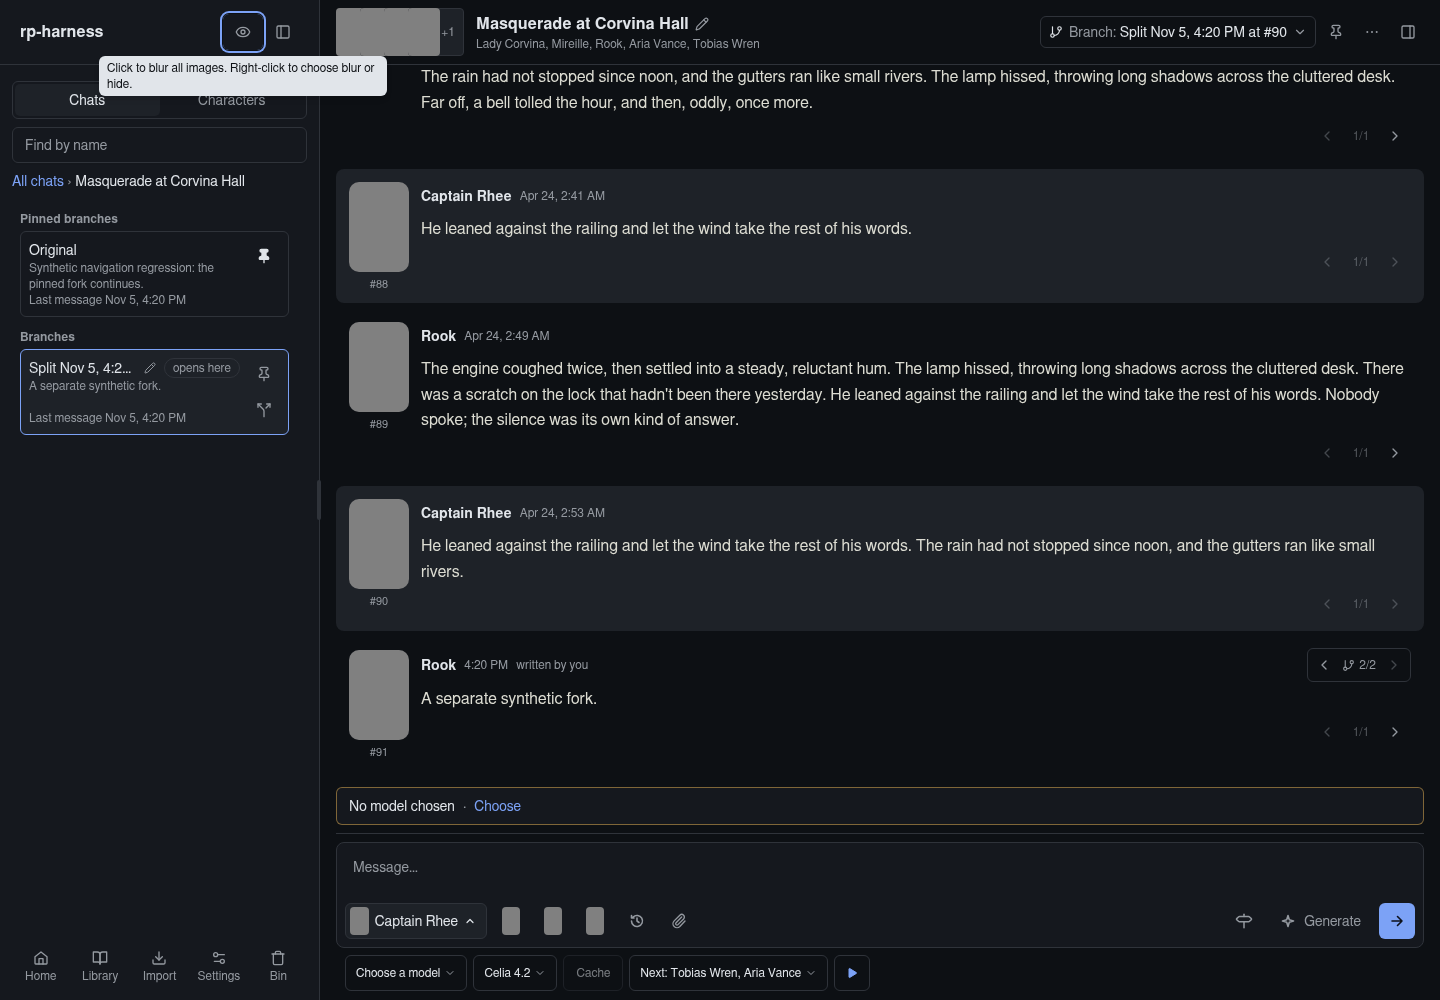 rp-harness
Click to blur all images. Right-click to choose blur or
hide.
Chats
Characters
Find by name
All chats › Masquerade at Corvina Hall
Pinned branches
Original
Synthetic navigation regression: the
pinned fork continues.
Last message Nov 5, 4:20 PM
Branches
Split Nov 5, 4:2... opens here
A separate synthetic fork.
Last message Nov 5, 4:20 PM
Home
Library
Import
Settings
Bin
+1
Masquerade at Corvina Hall
Lady Corvina, Mireille, Rook, Aria Vance, Tobias Wren
Branch: Split Nov 5, 4:20 PM at #90
The rain had not stopped since noon, and the gutters ran like small rivers. The lamp hissed, throwing long shadows across the cluttered desk.
Far off, a bell tolled the hour, and then, oddly, once more.
1/1
Captain Rhee Apr 24, 2:41 AM
He leaned against the railing and let the wind take the rest of his words.
1/1
#88
Rook Apr 24, 2:49 AM
The engine coughed twice, then settled into a steady, reluctant hum. The lamp hissed, throwing long shadows across the cluttered desk. There
was a scratch on the lock that hadn't been there yesterday. He leaned against the railing and let the wind take the rest of his words. Nobody
spoke; the silence was its own kind of answer.
#89
1/1
Captain Rhee Apr 24, 2:53 AM
He leaned against the railing and let the wind take the rest of his words. The rain had not stopped since noon, and the gutters ran like small
rivers.
#90
1/1
Rook 4:20 PM written by you
2/2
A separate synthetic fork.
1/1
#91
No model chosen · Choose
Message...
Captain Rhee
Generate
Choose a model
Celia 4.2
Cache
Next: Tobias Wren, Aria Vance